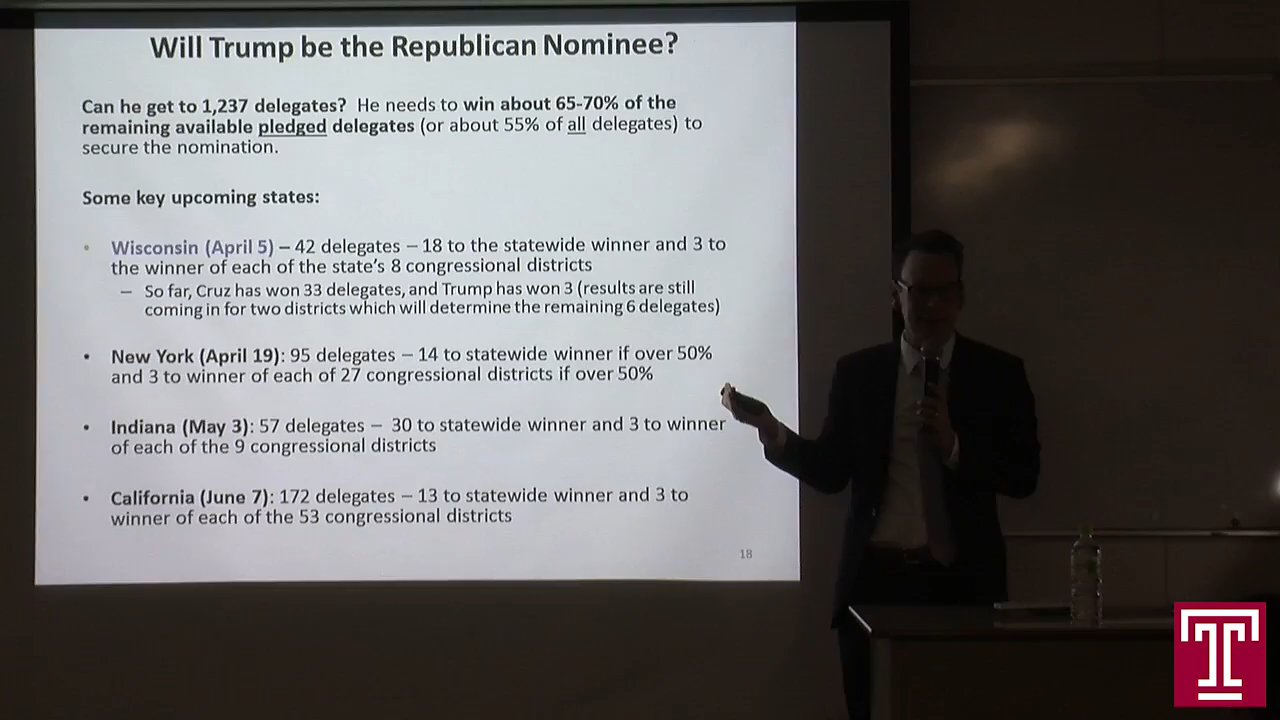 Will Trump be the Republican Nominee?
Can he get to 1,237 delegates? He needs to win about 65-70% of the
remaining available pledged delegates (or about 55% of all delegates) to
secure the nomination.
Some key upcoming states:
• Wisconsin (April 5) – 42 delegates – 18 to the statewide winner and 3 to
the winner of each of the state's 8 congressional districts
– So far, Cruz has won 33 delegates, and Trump has won 3 (results are still
coming in for two districts which will determine the remaining 6 delegates)
• New York (April 19): 95 delegates – 14 to statewide winner if over 50%
and 3 to winner of each of 27 congressional districts if over 50%
• Indiana (May 3): 57 delegates – 30 to statewide winner and 3 to winner
of each of the 9 congressional districts
• California (June 7): 172 delegates – 13 to statewide winner and 3 to
winner of each of the 53 congressional districts
18
T